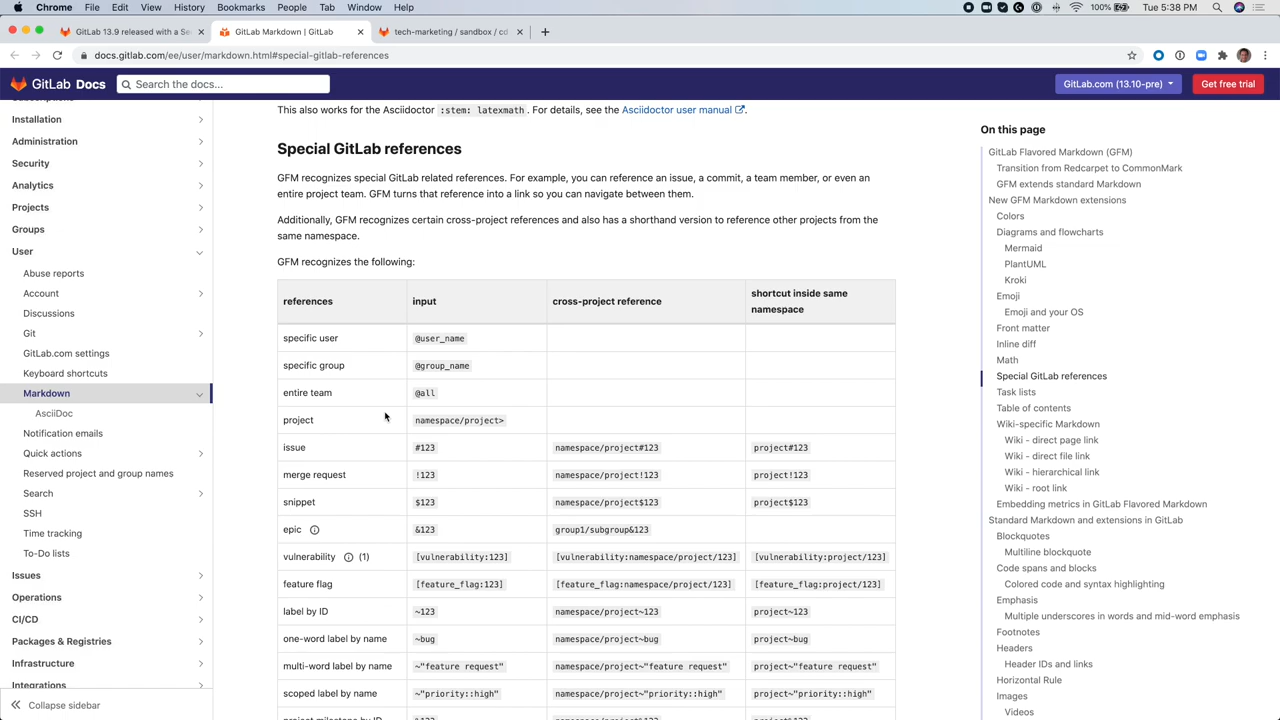 Chrome File Edit View History Bookmarks People Tab Window Help 100% Tue 5:38 PM
GitLab 13.9 released with a Se
GitLab Markdown | GitLab
tech-marketing / sandbox / cd
docs.gitlab.com/ee/user/markdown.html#special-gitlab-references
GitLab Docs
Search the docs...
GitLab.com (13.10-pre)
Get free trial
Installation
Administration
Security
Analytics
Projects
Groups
User
Abuse reports
Account
Discussions
Git
GitLab.com settings
Keyboard shortcuts
Markdown
AsciiDoc
Notification emails
Quick actions
Reserved project and group names
Search
SSH
Time tracking
To-Do lists
Issues
Operations
CI/CD
Packages & Registries
Infrastructure
Integrations
Collapse sidebar
This also works for the Asciidoctor :stem: latexmath. For details, see the Asciidoctor user manual.
Special GitLab references
GFM recognizes special GitLab related references. For example, you can reference an issue, a commit, a team member, or even an
entire project team. GFM turns that reference into a link so you can navigate between them.
Additionally, GFM recognizes certain cross-project references and also has a shorthand version to reference other projects from the
same namespace.
GFM recognizes the following:
references input cross-project reference shortcut inside same
namespace
specific user @user_name
specific group @group_name
entire team @all
project namespace/project>
issue #123 namespace/project#123 project#123
merge request !123 namespace/project!123 project!123
snippet $123 namespace/project$123 project$123
epic &123 group1/subgroup&123
vulnerability (1) [vulnerability:123] [vulnerability:namespace/project/123] [vulnerability:project/123]
feature flag [feature_flag:123] [feature_flag:namespace/project/123] [feature_flag:project/123]
label by ID ~123 namespace/project~123 project~123
one-word label by name ~bug namespace/project~bug project~bug
multi-word label by name ~"feature request" namespace/project~"feature request" project~"feature request"
scoped label by name ~"priority::high" namespace/project~"priority::high" project~"priority::high"
On this page
GitLab Flavored Markdown (GFM)
Transition from Redcarpet to CommonMark
GFM extends standard Markdown
New GFM Markdown extensions
Colors
Diagrams and flowcharts
Mermaid
PlantUML
Kroki
Emoji
Emoji and your OS
Front matter
Inline diff
Math
Special GitLab references
Task lists
Table of contents
Wiki-specific Markdown
Wiki - direct page link
Wiki - direct file link
Wiki - hierarchical link
Wiki - root link
Embedding metrics in GitLab Flavored Markdown
Standard Markdown and extensions in GitLab
Blockquotes
Multiline blockquote
Code spans and blocks
Colored code and syntax highlighting
Emphasis
Multiple underscores in words and mid-word emphasis
Footnotes
Headers
Header IDs and links
Horizontal Rule
Images
Videos